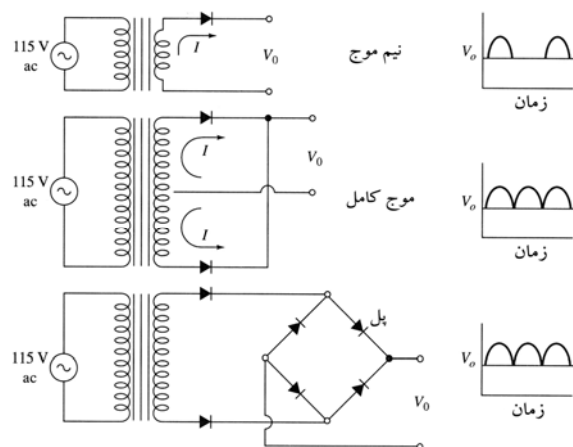 115 V
ac
I
V₀
نیم موج
Vₒ
زمان
115 V
ac
I
I
V₀
موج کامل
Vₒ
زمان
115 V
ac
پل
V₀
Vₒ
زمان